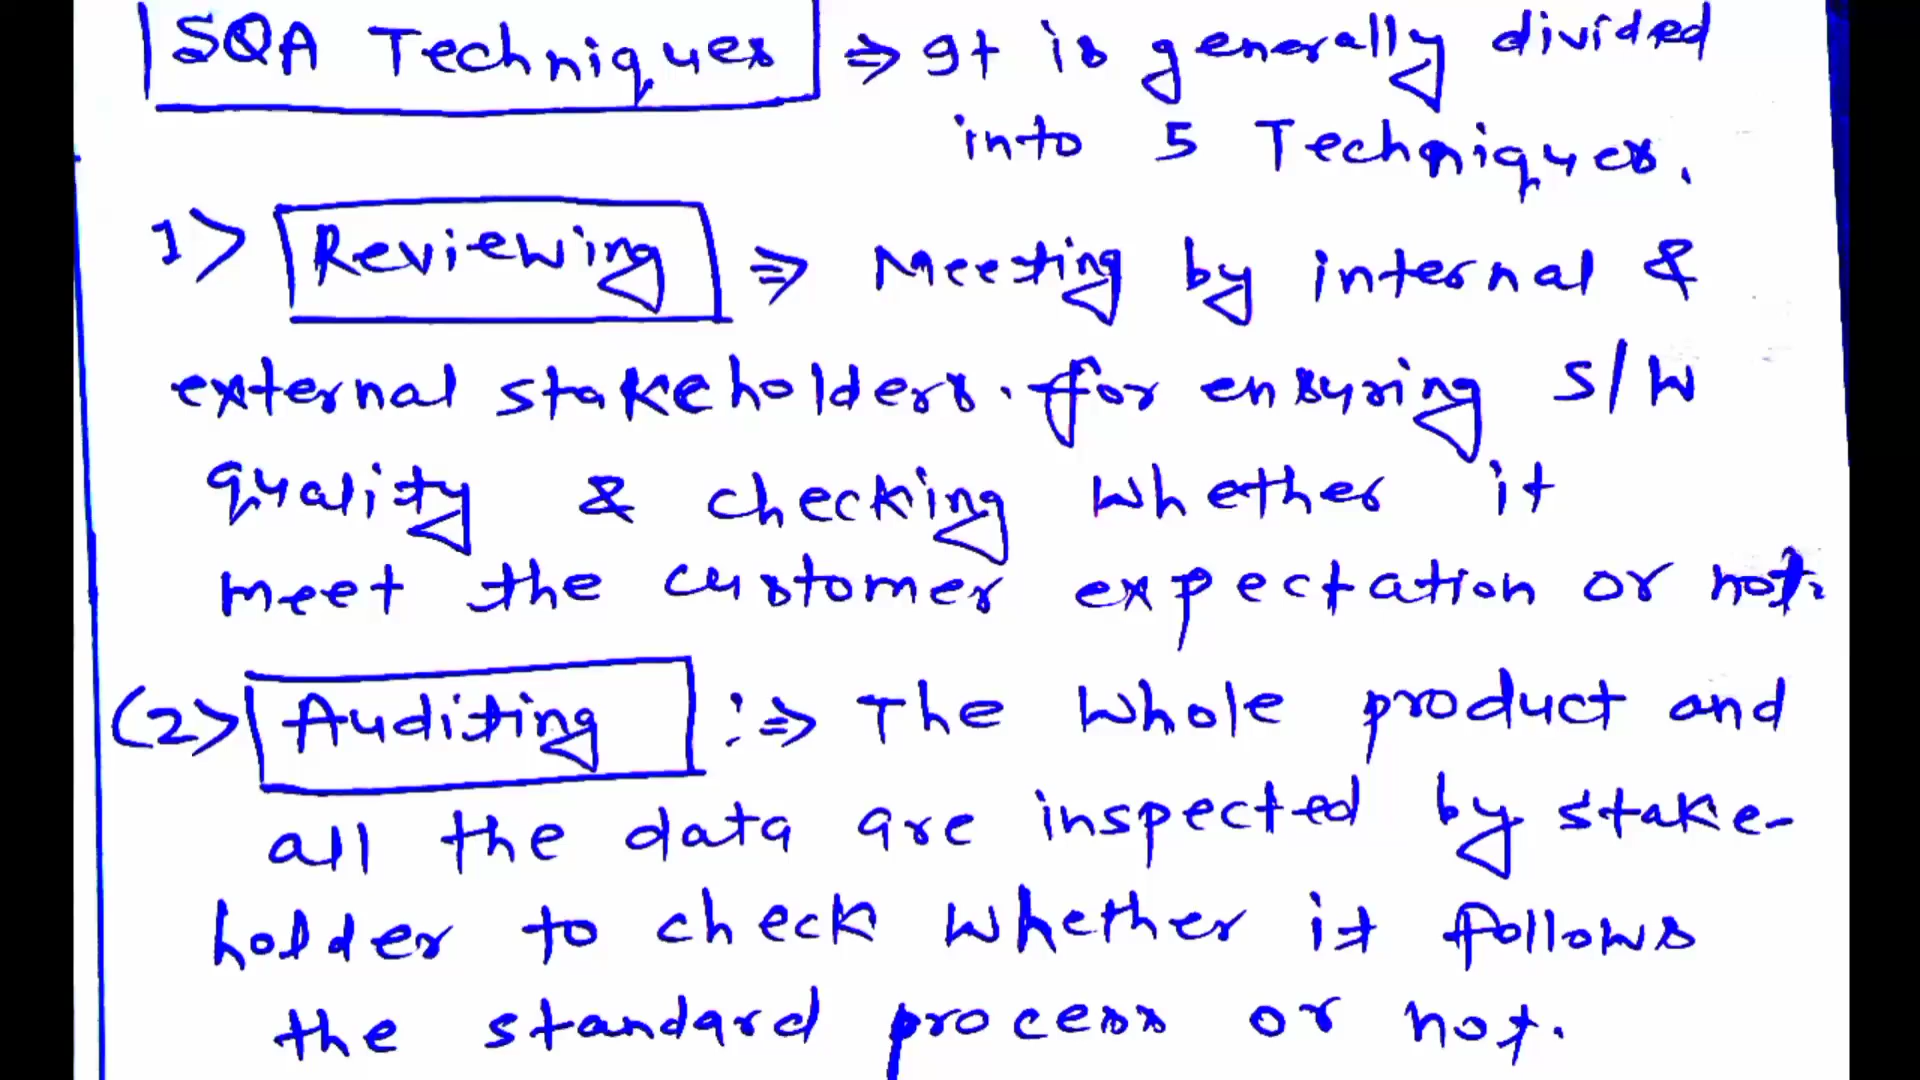 SQA Techniques ⇒ It is generally divided
into 5 Techniques.
1> Reviewing ⇒ Meeting by internal &
external stakeholders. for ensuring S/W
quality & checking whether it
meet the customer expectation or not.
(2> Auditing :⇒ The whole product and
all the data are inspected by stake-
holder to check whether it follows
the standard process or not.